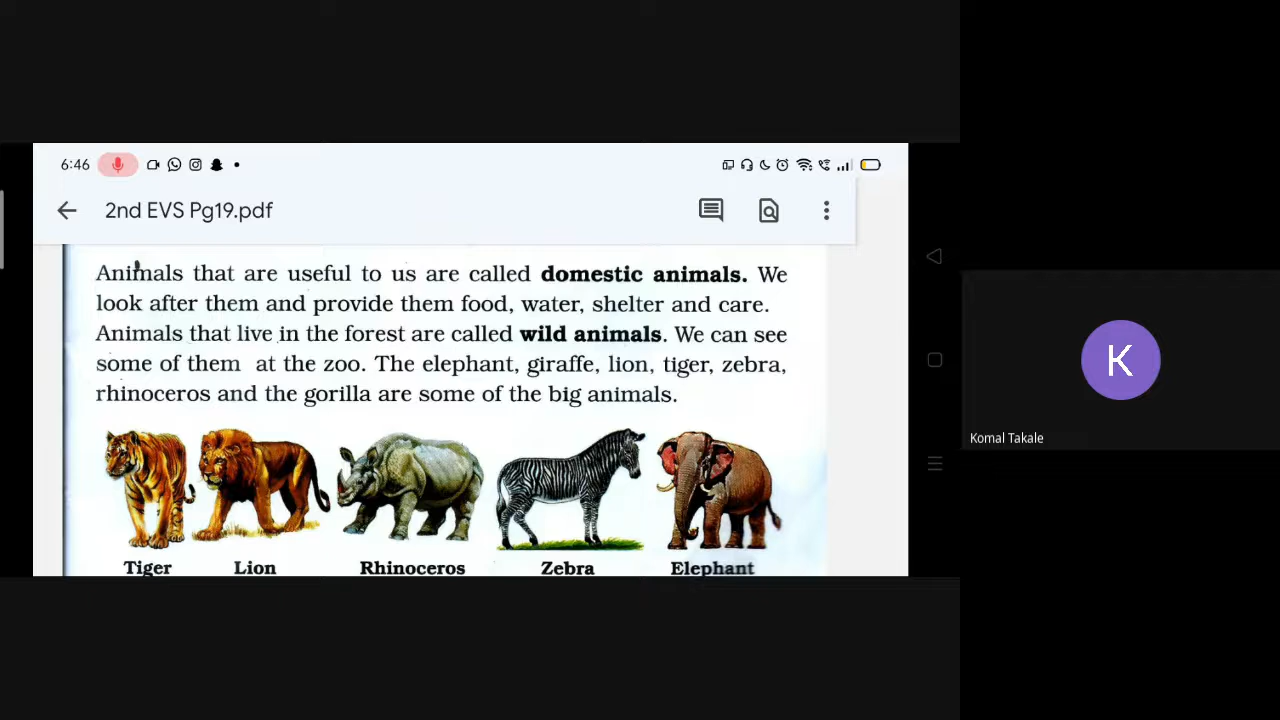 6:46
2nd EVS Pg19.pdf
Animals that are useful to us are called domestic animals. We
look after them and provide them food, water, shelter and care.
Animals that live in the forest are called wild animals. We can see
some of them at the zoo. The elephant, giraffe, lion, tiger, zebra,
rhinoceros and the gorilla are some of the big animals.
Tiger Lion Rhinoceros Zebra Elephant
K
Komal Takale